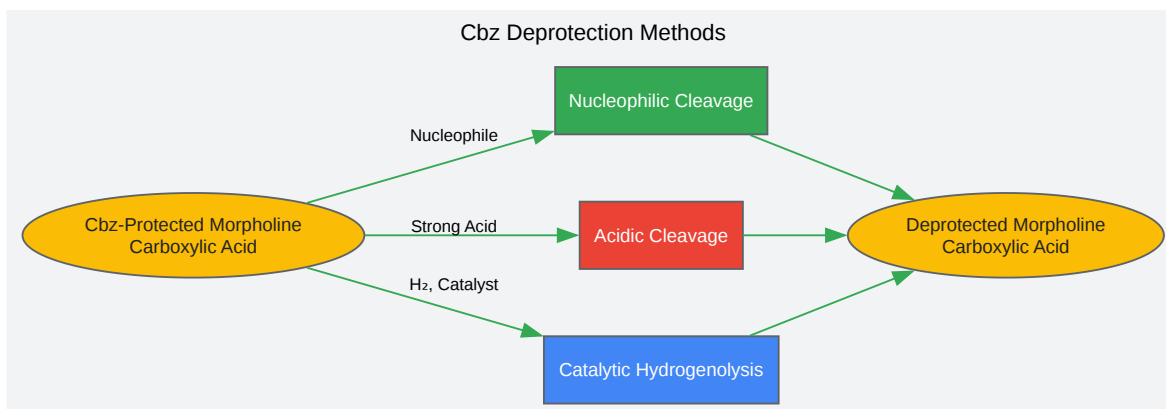 Cbz Deprotection Methods
Nucleophilic Cleavage
Nucleophile
Cbz-Protected Morpholine
Carboxylic Acid
Strong Acid
Acidic Cleavage
Deprotected Morpholine
Carboxylic Acid
H₂, Catalyst
Catalytic Hydrogenolysis